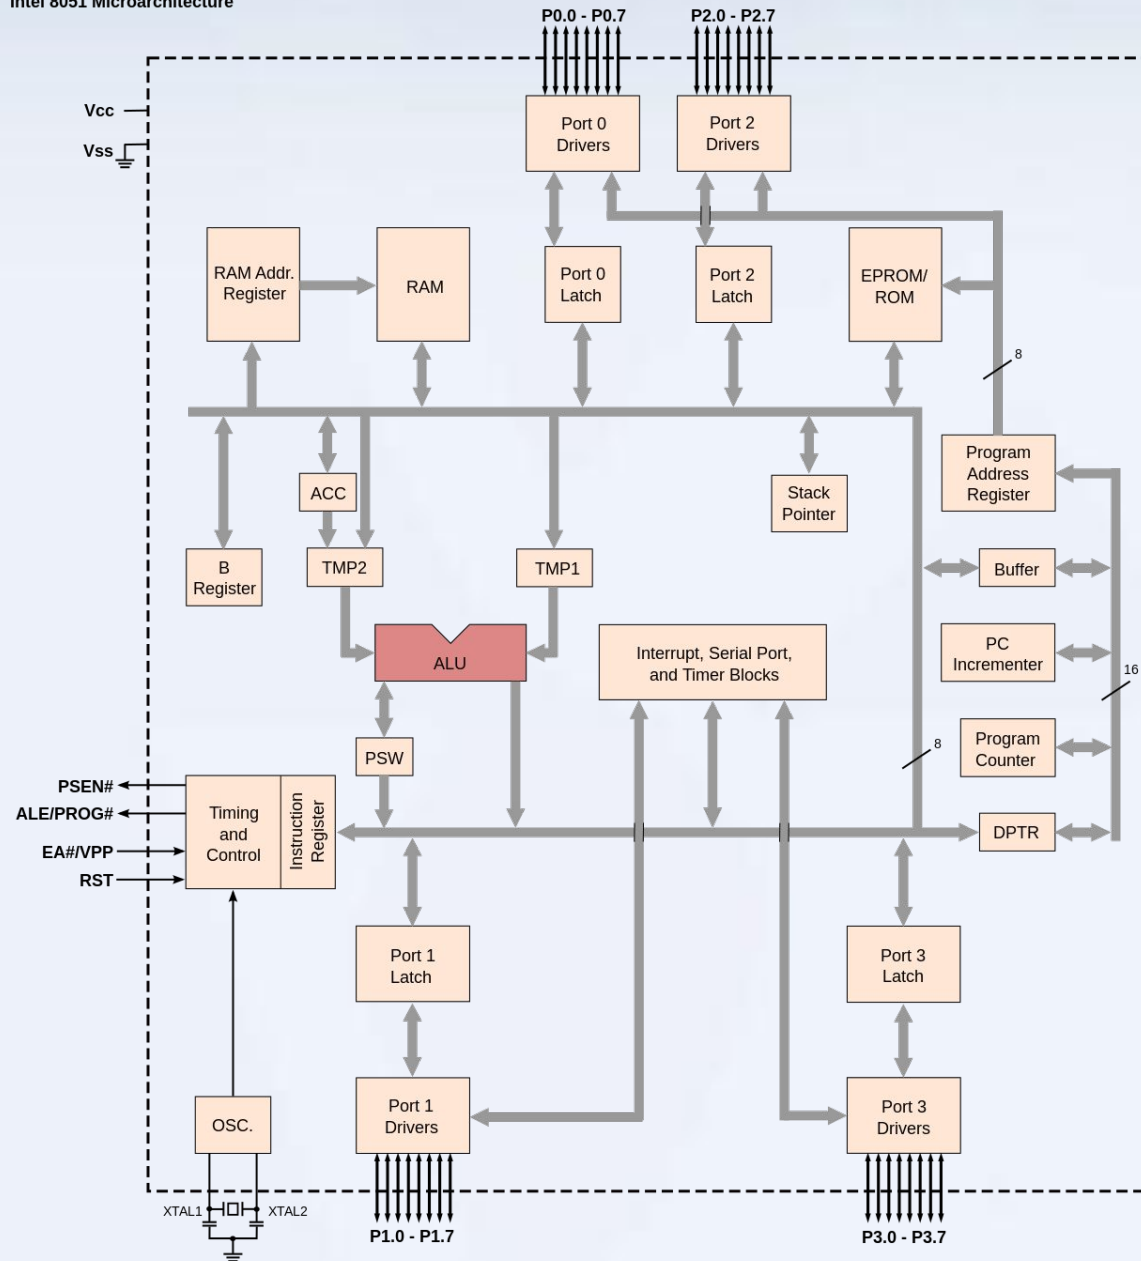 Intel 8051 Microarchitecture
P0.0 - P0.7
P2.0 - P2.7
Vcc
Vss
Port 0
Drivers
Port 2
Drivers
RAM Addr.
Register
RAM
Port 0
Latch
Port 2
Latch
EPROM/
ROM
8
Program
Address
Register
ACC
Stack
Pointer
B
Register
TMP2
TMP1
Buffer
ALU
Interrupt, Serial Port,
and Timer Blocks
PC
Incrementer
16
PSW
8
Program
Counter
PSEN#
ALE/PROG#
EA#/VPP
RST
Timing
and
Control
Instruction
Register
DPTR
Port 1
Latch
Port 3
Latch
OSC.
Port 1
Drivers
Port 3
Drivers
XTAL1
XTAL2
P1.0 - P1.7
P3.0 - P3.7